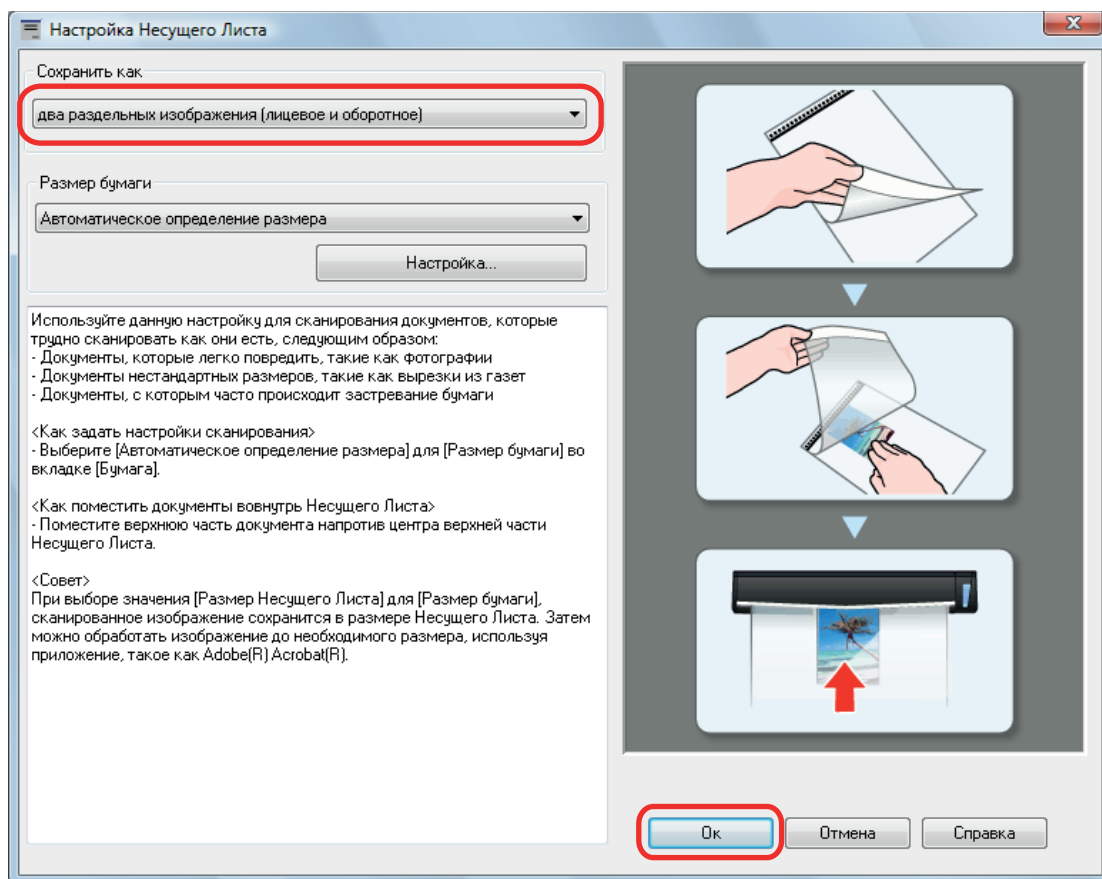 Настройка Несущего Листа
Сохранить как
два раздельных изображения (лицевое и оборотное)
Размер бумаги
Автоматическое определение размера
Настройка...
Используйте данную настройку для сканирования документов, которые
трудно сканировать как они есть, следующим образом:
- Документы, которые легко повредить, такие как фотографии
- Документы нестандартных размеров, такие как вырезки из газет
- Документы, с которым часто происходит застревание бумаги
<Как задать настройки сканирования>
- Выберите [Автоматическое определение размера] для [Размер бумаги] во
вкладке [Бумага].
<Как поместить документы вовнутрь Несущего Листа>
- Поместите верхнюю часть документа напротив центра верхней части
Несущего Листа.
<Совет>
При выборе значения [Размер Несущего Листа] для [Размер бумаги],
сканированное изображение сохранится в размере Несущего Листа. Затем
можно обработать изображение до необходимого размера, используя
приложение, такое как Adobe(R) Acrobat(R).
Ок
Отмена
Справка